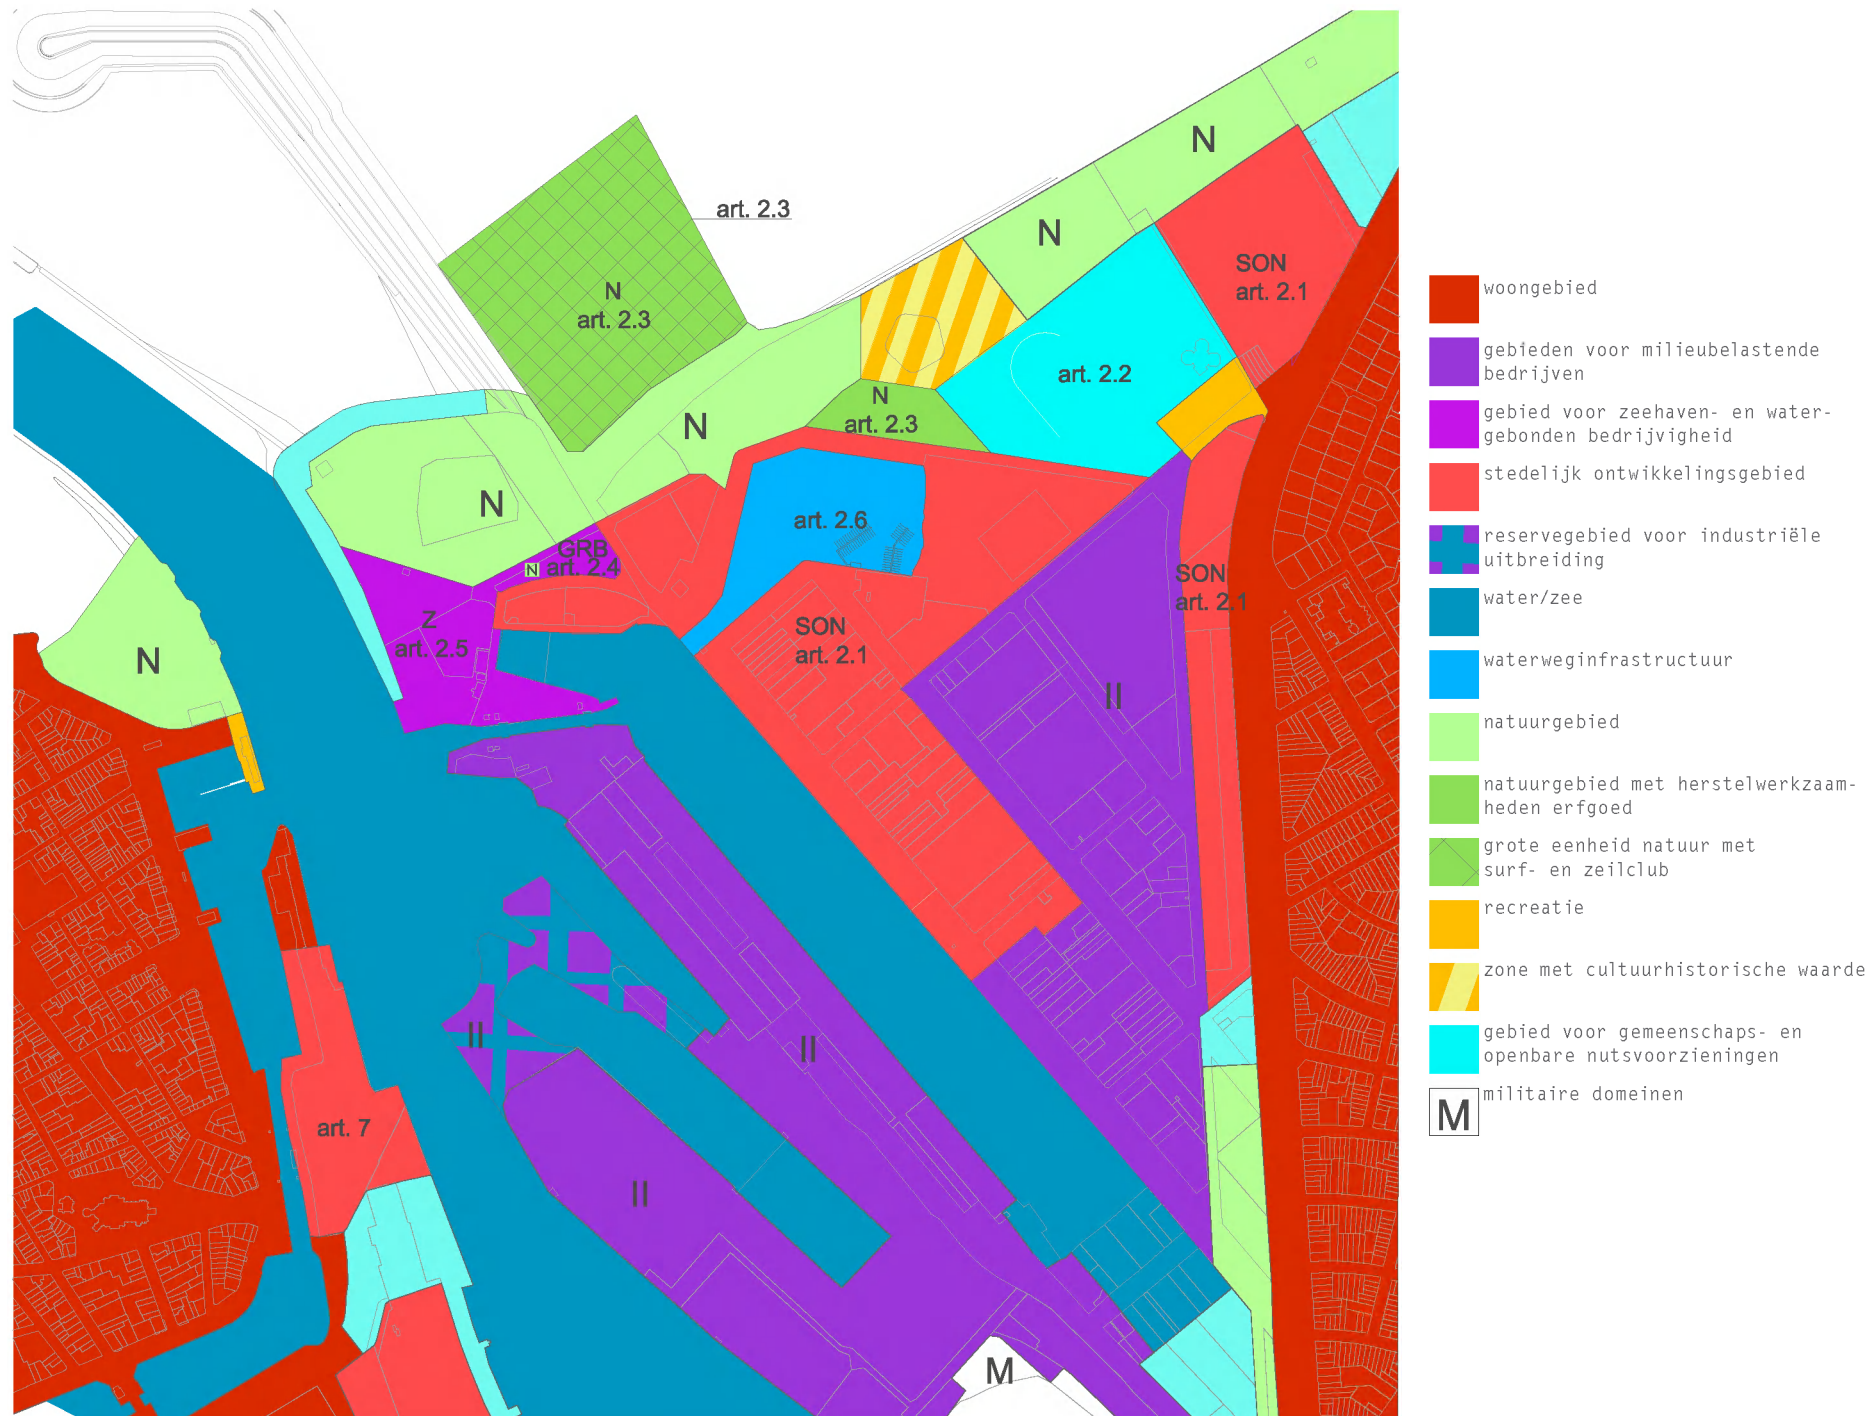 N
art. 2.3
N
art. 2.3
N
SON
art. 2.1
art. 2.2
N
art. 2.3
N
N
art. 2.6
GRB
N art. 2.4
SON
art. 2.1
Z
art. 2.5
SON
art. 2.1
N
II
II
II
art. 7
II
M
woongebied
gebieden voor milieubelastende
bedrijven
gebied voor zeehaven- en water-
gebonden bedrijvigheid
stedelijk ontwikkelingsgebied
reservegebied voor industriële
uitbreiding
water/zee
waterweginfrastructuur
natuurgebied
natuurgebied met herstelwerkzaam-
heden erfgoed
grote eenheid natuur met
surf- en zeilclub
recreatie
zone met cultuurhistorische waarde
gebied voor gemeenschaps- en
openbare nutsvoorzieningen
M militaire domeinen